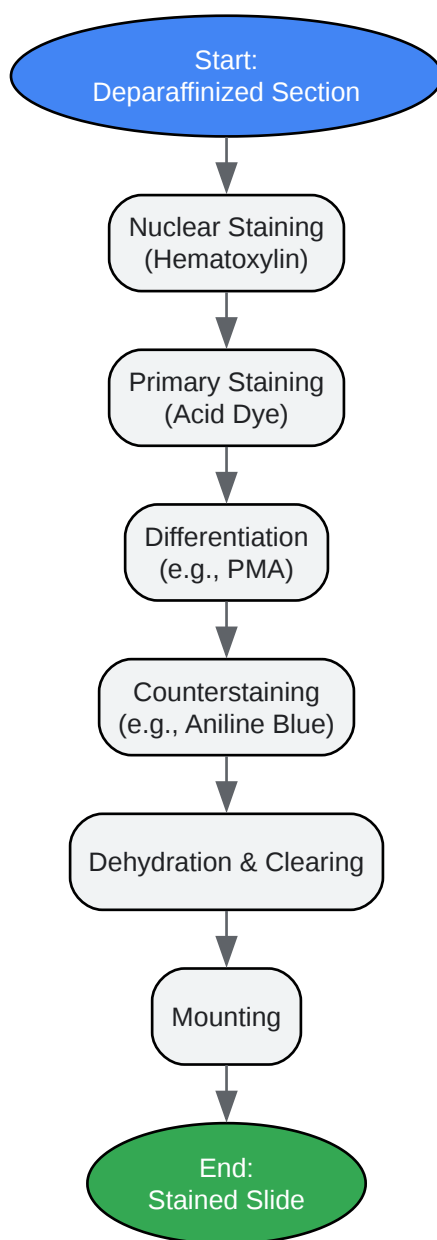 Start:
Deparaffinized Section
Nuclear Staining
(Hematoxylin)
Primary Staining
(Acid Dye)
Differentiation
(e.g., PMA)
Counterstaining
(e.g., Aniline Blue)
Dehydration & Clearing
Mounting
End:
Stained Slide